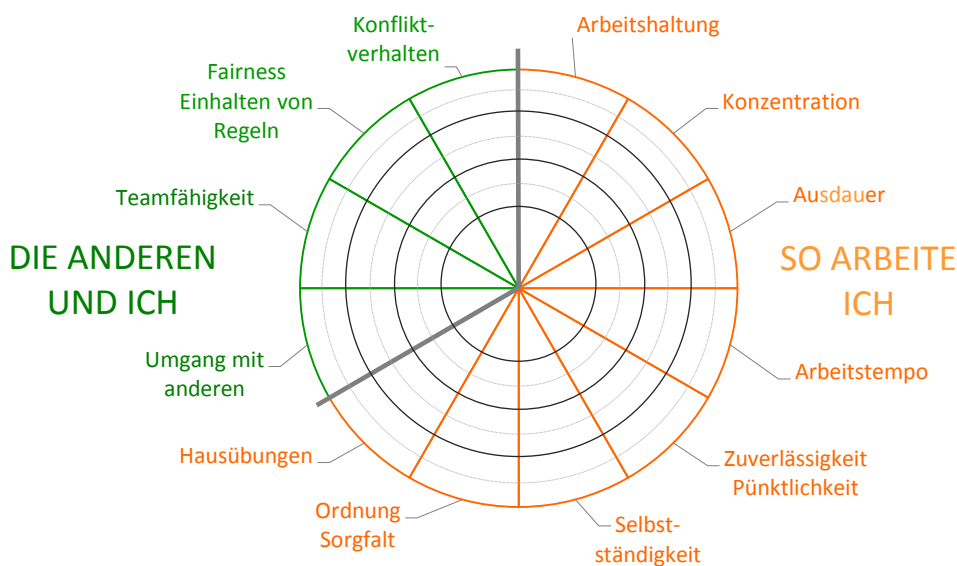 Konflikt-
verhalten
Arbeitshaltung
Fairness
Einhalten von
Regeln
Konzentration
Teamfähigkeit
Ausdauer
DIE ANDEREN
UND ICH
SO ARBEITE
ICH
Umgang mit
anderen
Arbeitstempo
Hausübungen
Zuverlässigkeit
Pünktlichkeit
Ordnung
Sorgfalt
Selbst-
ständigkeit